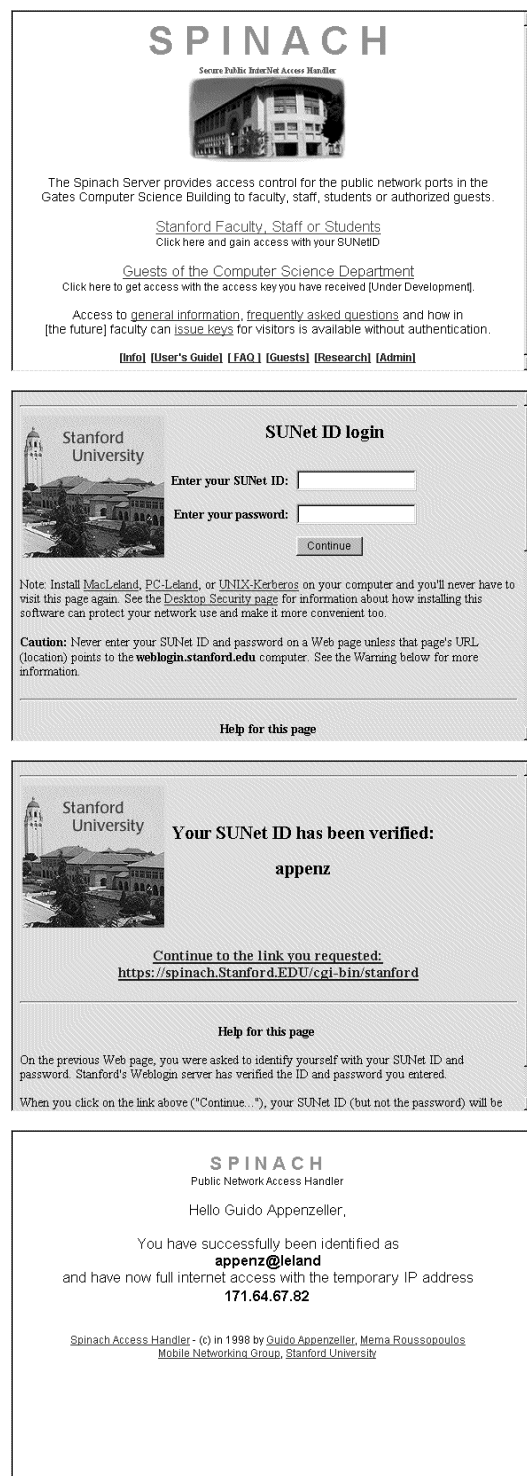 SPINACH
Secure Public InterNet Access Handler
The Spinach Server provides access control for the public network ports in the
Gates Computer Science Building to faculty, staff, students or authorized guests.
Stanford Faculty, Staff or Students
Click here and gain access with your SUNetID
Guests of the Computer Science Department
Click here to get access with the access key you have received [Under Development].
Access to general information, frequently asked questions and how in
[the future] faculty can issue keys for visitors is available without authentication.
[Info] [User's Guide] [ FAQ ] [Guests] [Research] [Admin]
Stanford
University
SUNet ID login
Enter your SUNet ID:
Enter your password:
Continue
Note: Install MacLeland, PC-Leland, or UNIX-Kerberos on your computer and you'll never have to
visit this page again. See the Desktop Security page for information about how installing this
software can protect your network use and make it more convenient too.
Caution: Never enter your SUNet ID and password on a Web page unless that page's URL
(location) points to the weblogin.stanford.edu computer. See the Warning below for more
information.
Help for this page
Stanford
University
Your SUNet ID has been verified:
appenz
Continue to the link you requested:
https://spinach.Stanford.EDU/cgi-bin/stanford
Help for this page
On the previous Web page, you were asked to identify yourself with your SUNet ID and
password. Stanford's Weblogin server has verified the ID and password you entered.
When you click on the link above ("Continue..."), your SUNet ID (but not the password) will be
SPINACH
Public Network Access Handler
Hello Guido Appenzeller,
You have successfully been identified as
appenz@leland
and have now full internet access with the temporary IP address
171.64.67.82
Spinach Access Handler - (c) in 1998 by Guido Appenzeller, Mema Roussopoulos
Mobile Networking Group, Stanford University